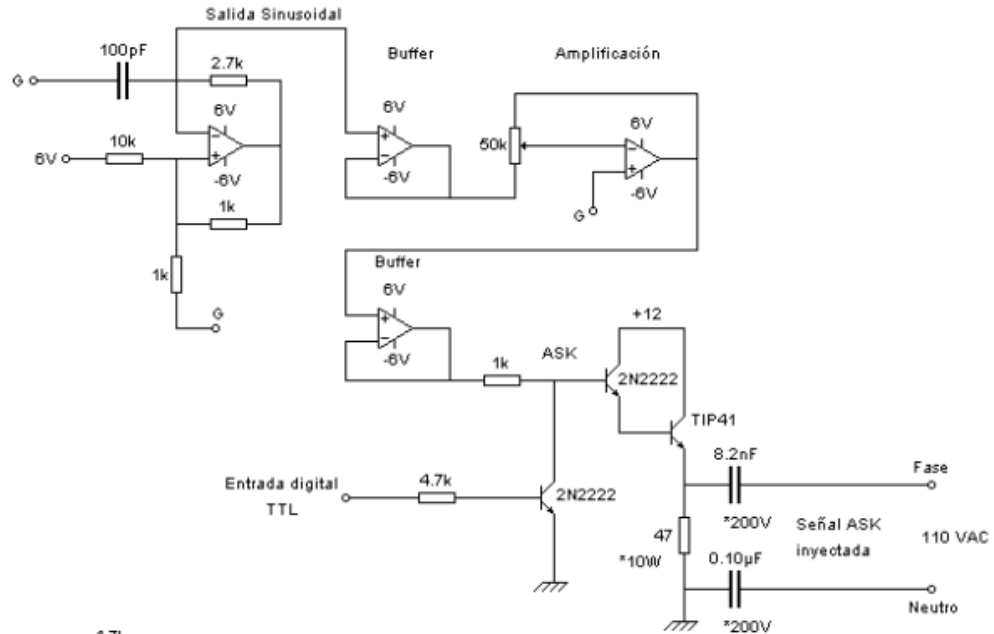 Salida Sinusoidal
100pF
2.7k
Buffer
Amplificación
G
6V
6V
6V
10k
50k
6V
-6V
-6V
-6V
1k
G
1k
Buffer
G
6V
+12
-6V
1k
ASK
2N2222
TIP41
8.2nF
Entrada digital
TTL
4.7k
2N2222
Fase
*200V
Señal ASK
inyectada
110 VAC
47
*10W
0.10µF
Neutro
*200V